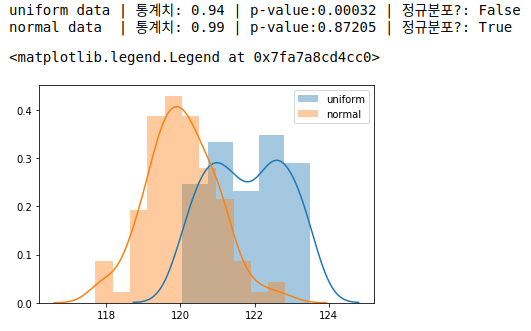 uniform data | 통계치: 0.94 | p-value:0.00032 | 정규분포?: False
normal data  | 통계치: 0.99 | p-value:0.87205 | 정규분포?: True
<matplotlib.legend.Legend at 0x7fa7a8cd4cc0>
uniform
normal
0.4
0.3
0.2
0.1
0.0
118 120 122 124